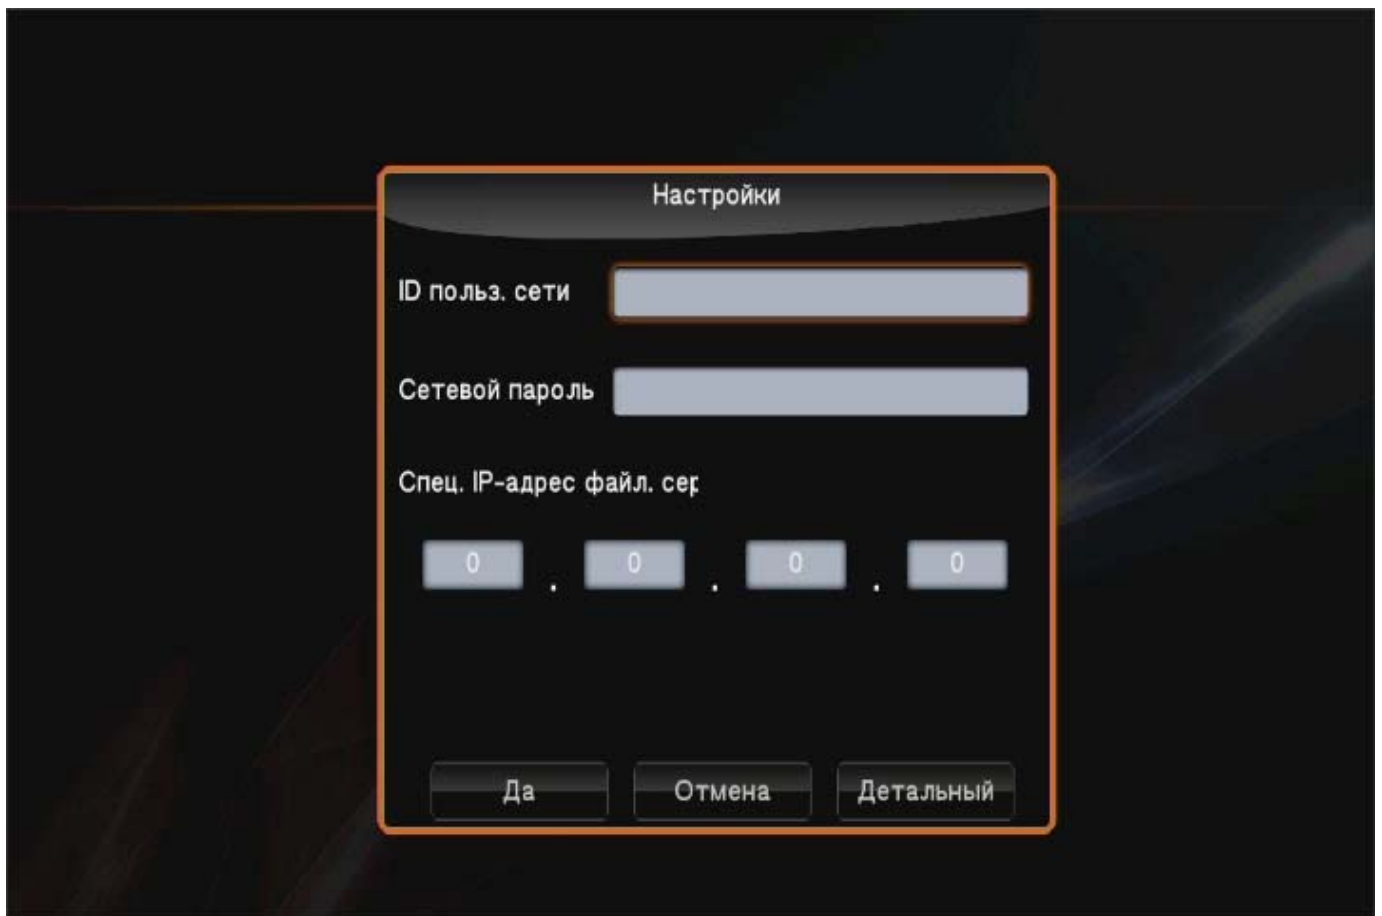 Настройки
ID польз. сети
Сетевой пароль
Спец. IP-адрес файл. сер
0 . 0 . 0 . 0
Да Отмена Детальный